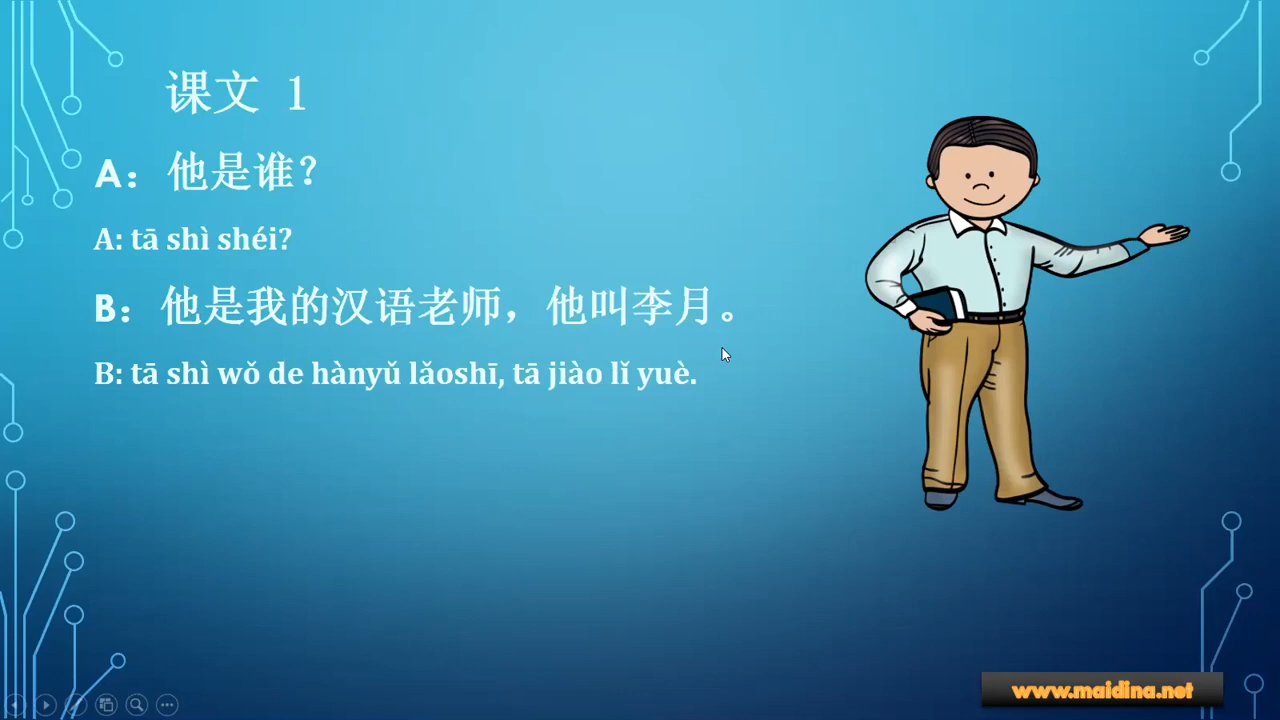 课文 1
A：他是谁？
A: tā shì shéi?
B：他是我的汉语老师，他叫李月。
B: tā shì wǒ de hànyǔ lǎoshī, tā jiào lǐ yuè.
www.maidina.net